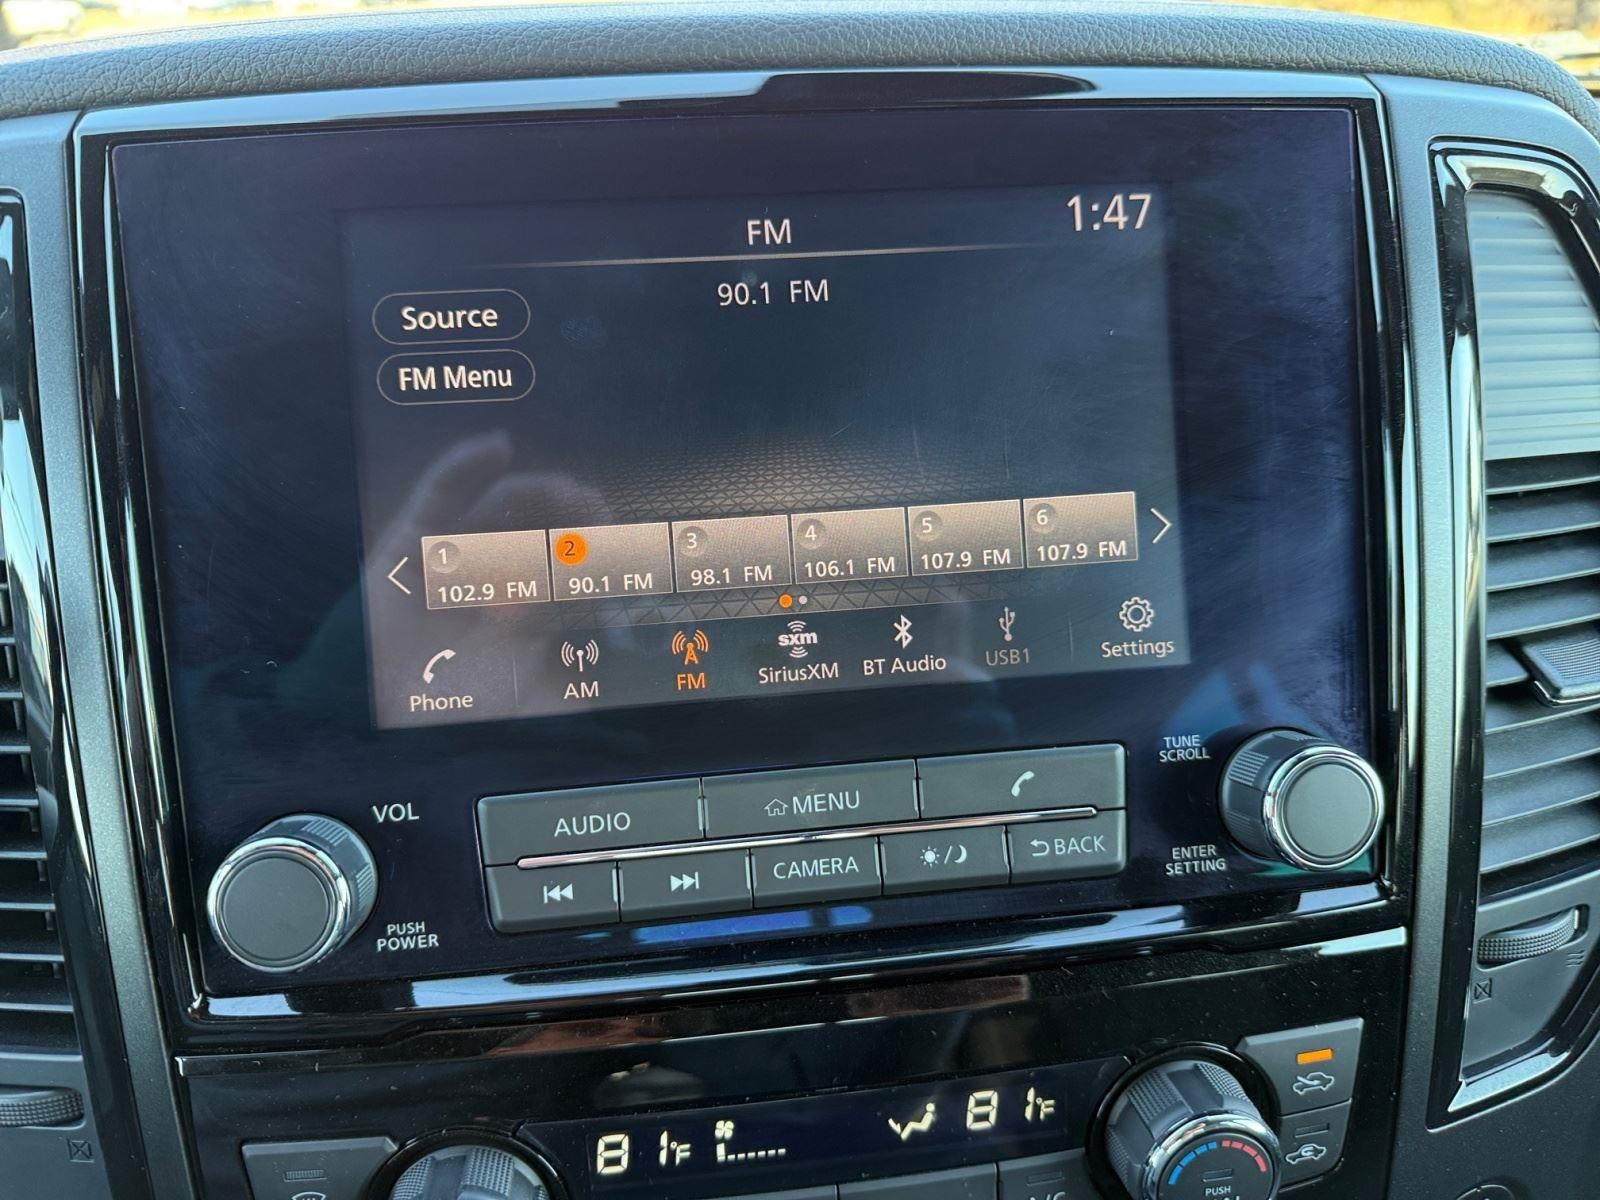 FM
1:47
90.1 FM
Source
FM Menu
1
2
3
4
5
6
102.9 FM
90.1 FM
98.1 FM
106.1 FM
107.9 FM
107.9 FM
Phone
AM
FM
sxm
SiriusXM
BT Audio
USB1
Settings
VOL
PUSH
POWER
AUDIO
MENU
CAMERA
BACK
TUNE
SCROLL
ENTER
SETTING
81°F
81°F
PUSH